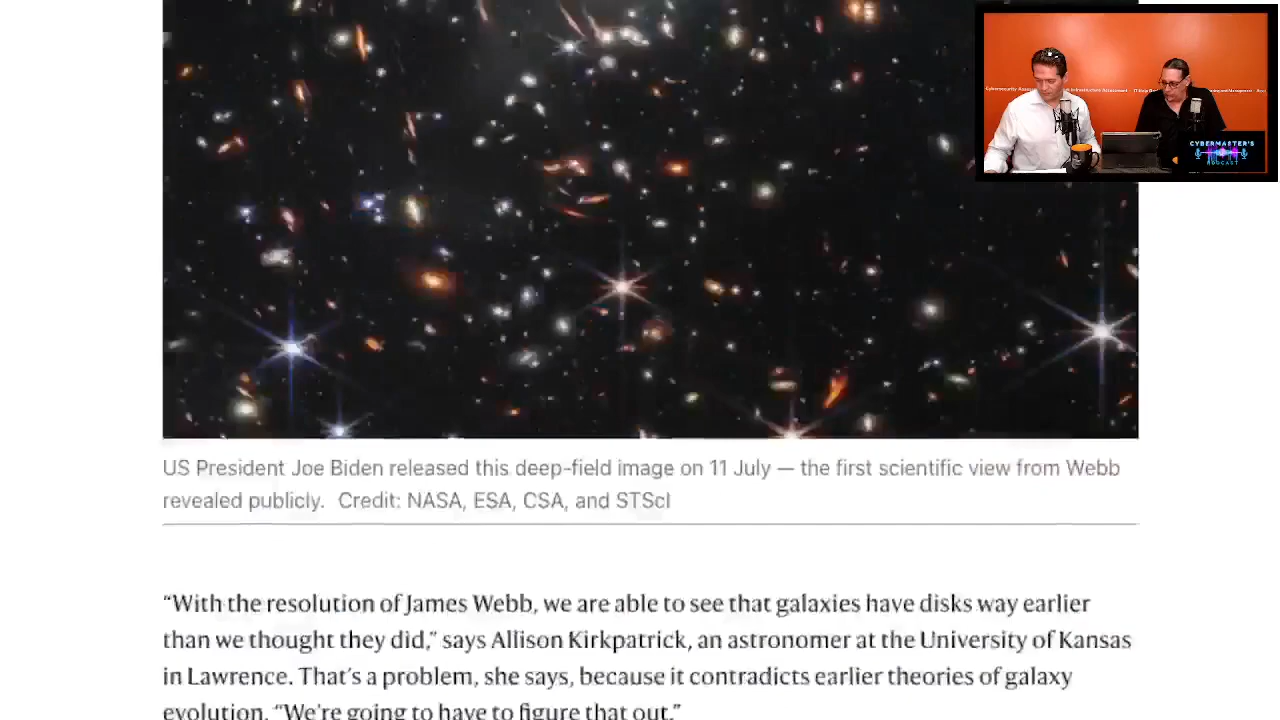 Cybersecurity
CYBERMASTER'S
PODCAST
US President Joe Biden released this deep-field image on 11 July — the first scientific view from Webb
revealed publicly. Credit: NASA, ESA, CSA, and STScI
“With the resolution of James Webb, we are able to see that galaxies have disks way earlier
than we thought they did,” says Allison Kirkpatrick, an astronomer at the University of Kansas
in Lawrence. That’s a problem, she says, because it contradicts earlier theories of galaxy
evolution. “We’re going to have to figure that out.”